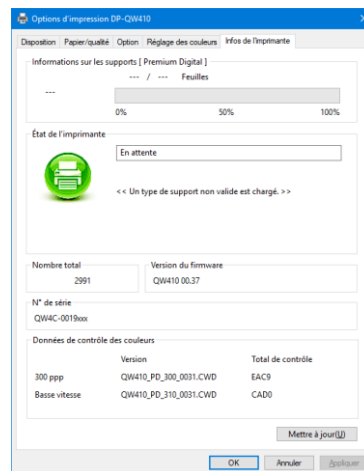 Options d'impression DP-QW410
Disposition Papier/qualité Option Réglage des couleurs Infos de l'imprimante
Informations sur les supports [ Premium Digital ]
--- / --- Feuilles
---
0% 50% 100%
État de l'imprimante
En attente
<< Un type de support non valide est chargé. >>
Nombre total
2991
Version du firmware
QW410 00.37
N° de série
QW4C-0019xxx
Données de contrôle des couleurs
Version Total de contrôle
300 ppp QW410_PD_300_0031.CWD EAC9
Basse vitesse QW410_PD_310_0031.CWD CAD0
Mettre à jour(U)
OK Annuler Appliquer